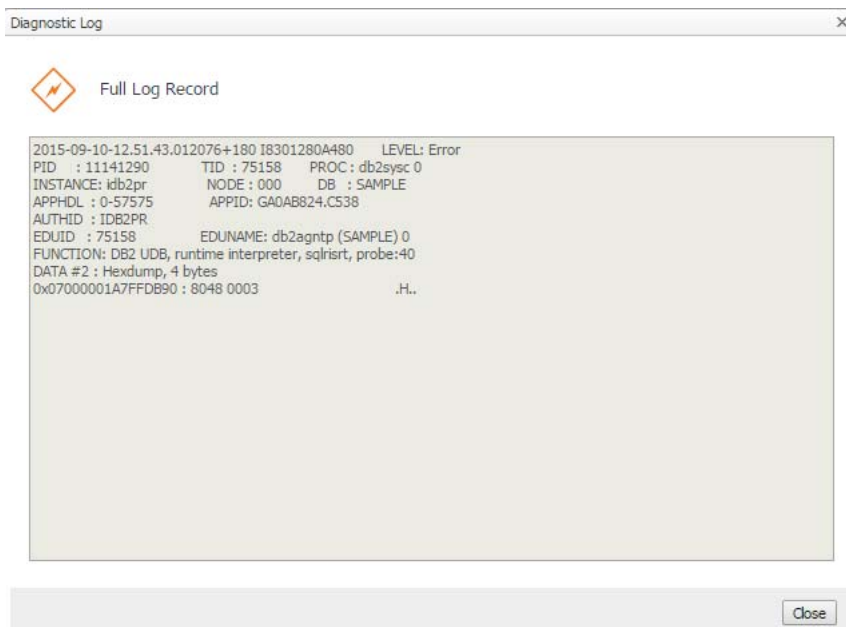 Diagnostic Log
Full Log Record
2015-09-10-12.51.43.012076+180 I8301280A480 LEVEL: Error
PID : 11141290 TID : 75158 PROC : db2sysc 0
INSTANCE: idb2pr NODE : 000 DB : SAMPLE
APPHDL : 0-57575 APPID: GA0AB824.C538
AUTHID : IDB2PR
EDUID : 75158 EDUNAME: db2agntp (SAMPLE) 0
FUNCTION: DB2 UDB, runtime interpreter, sqlrisrt, probe:40
DATA #2 : Hexdump, 4 bytes
0x07000001A7FFDB90 : 8048 0003 .H..
Close